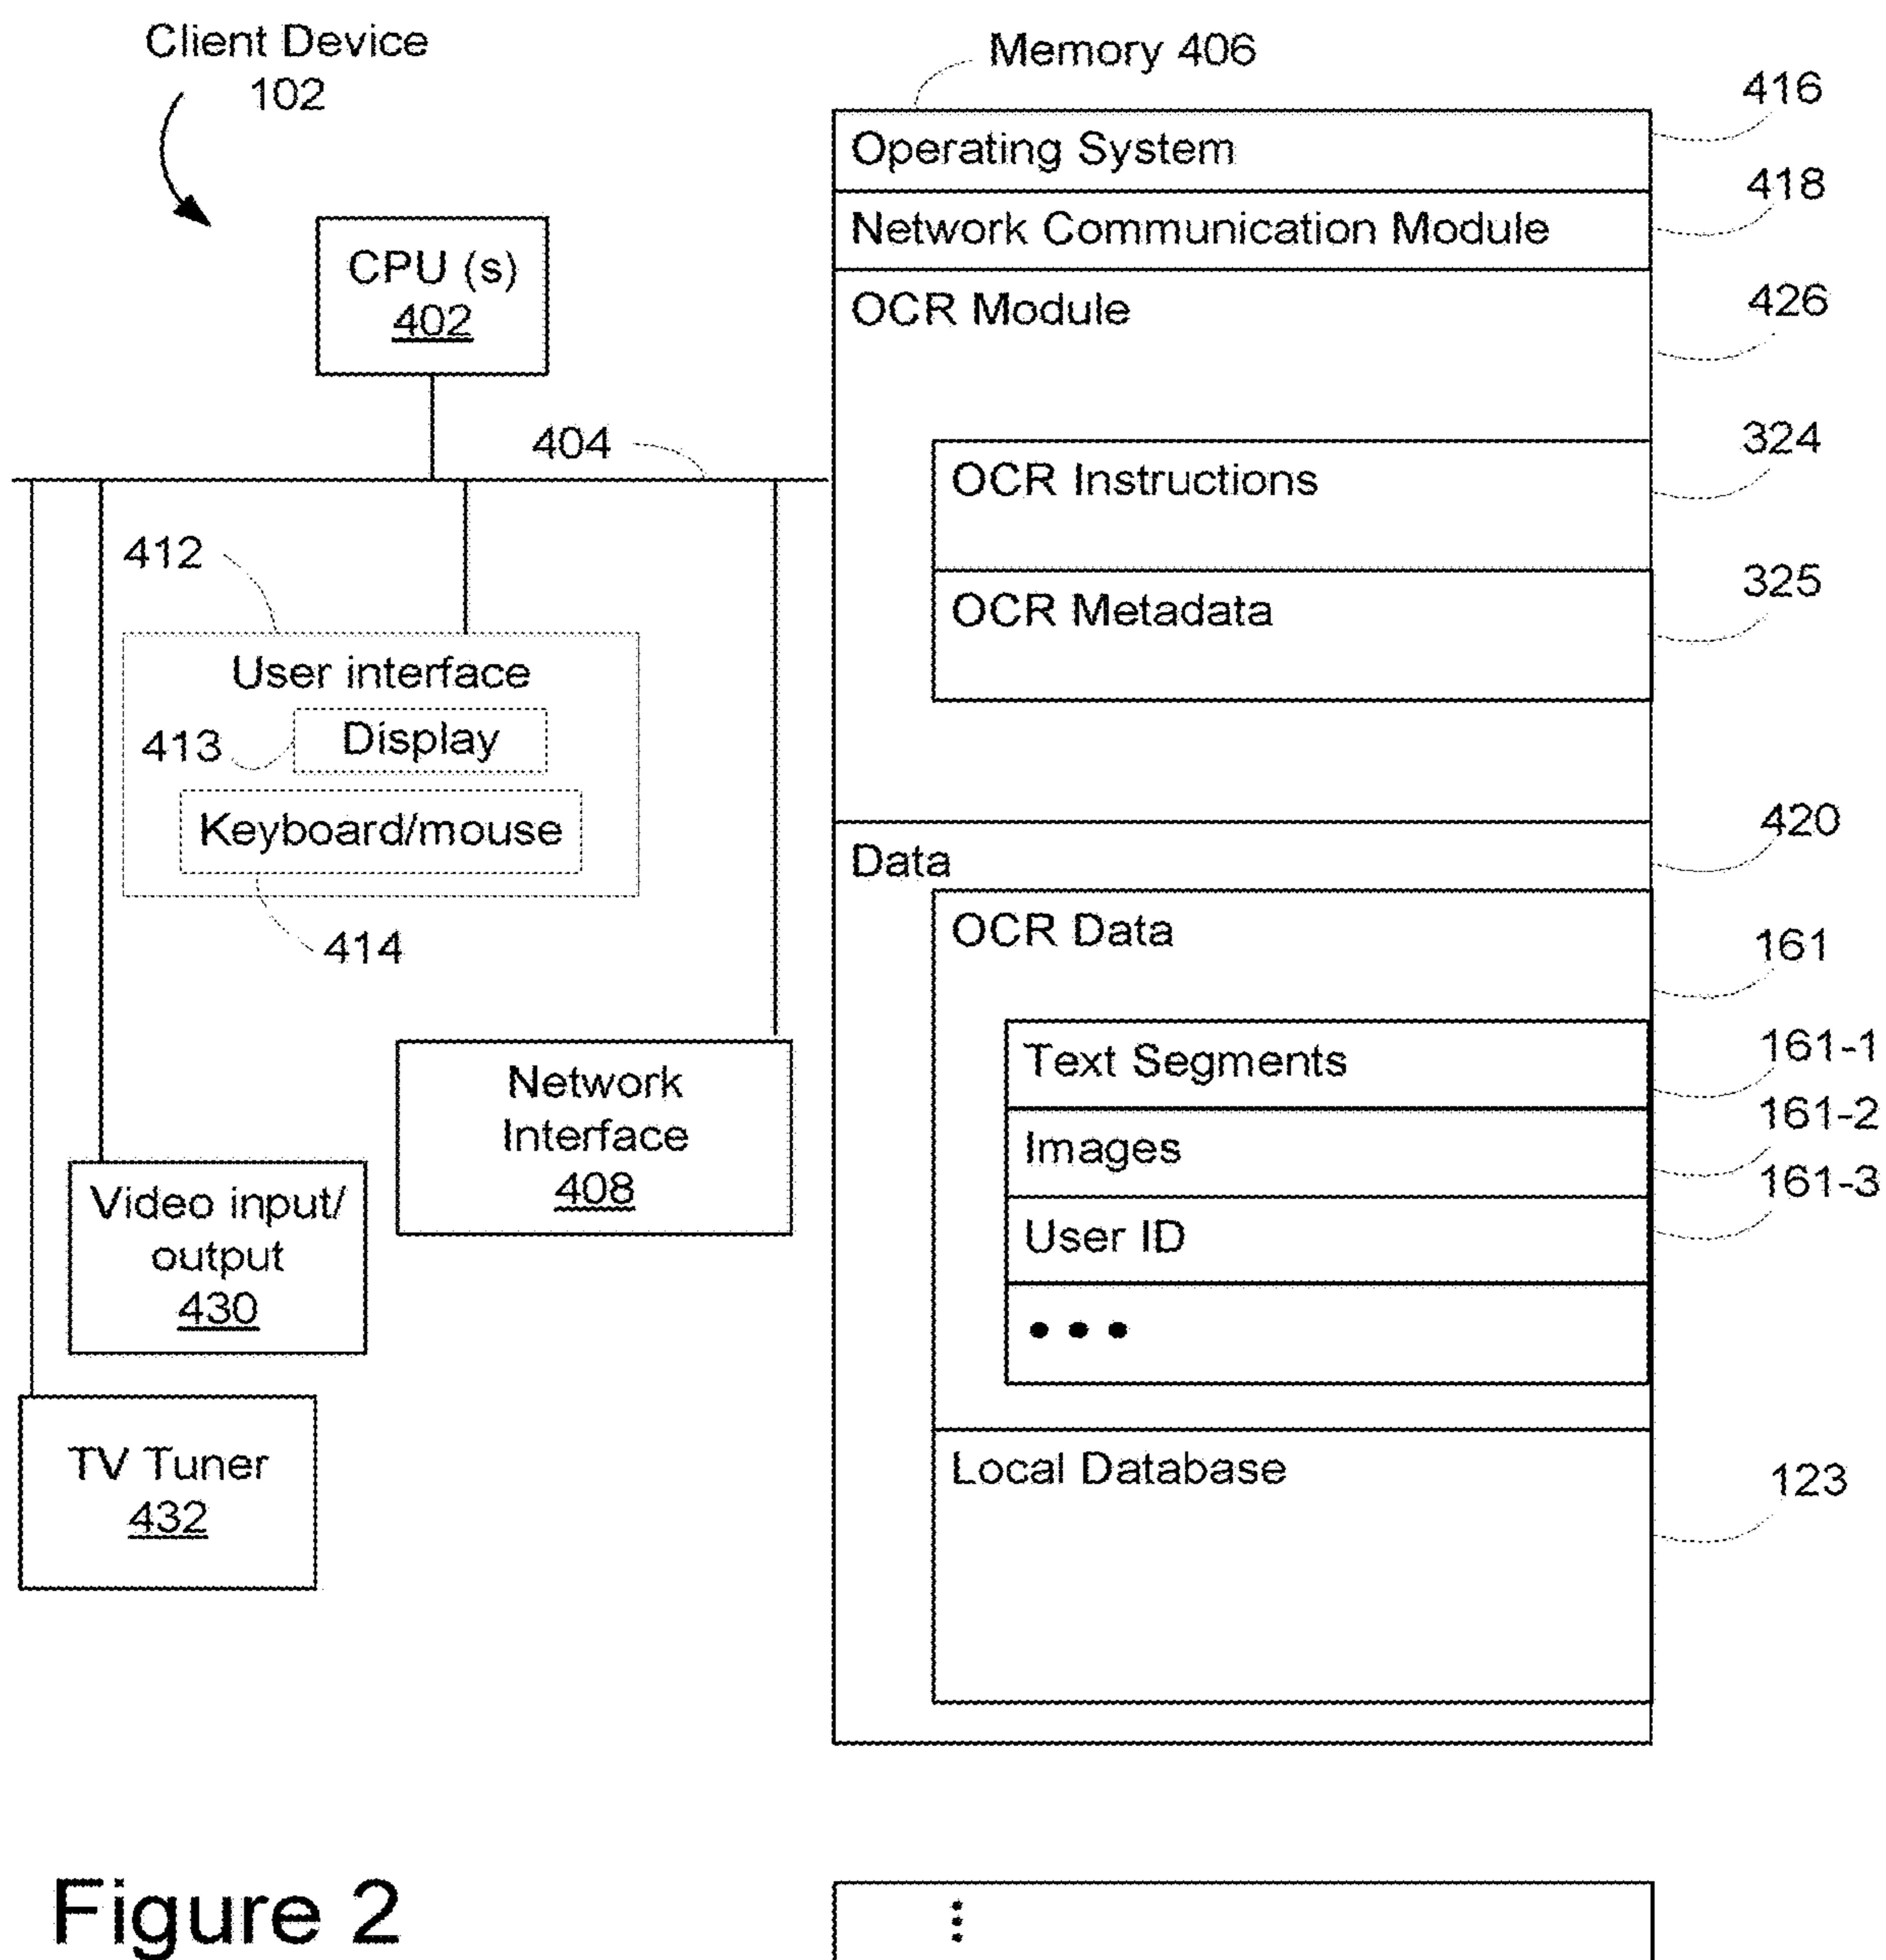 Client Device
102
CPU (s)
402
404
412
User interface
413
Display
Keyboard/mouse
414
Network
Interface
408
Video input/
output
430
TV Tuner
432
Memory 406
Operating System
416
Network Communication Module
418
OCR Module
426
OCR Instructions
324
OCR Metadata
325
Data
420
OCR Data
161
Text Segments
161-1
Images
161-2
User ID
161-3
• • •
Local Database
123
Figure 2
⋮